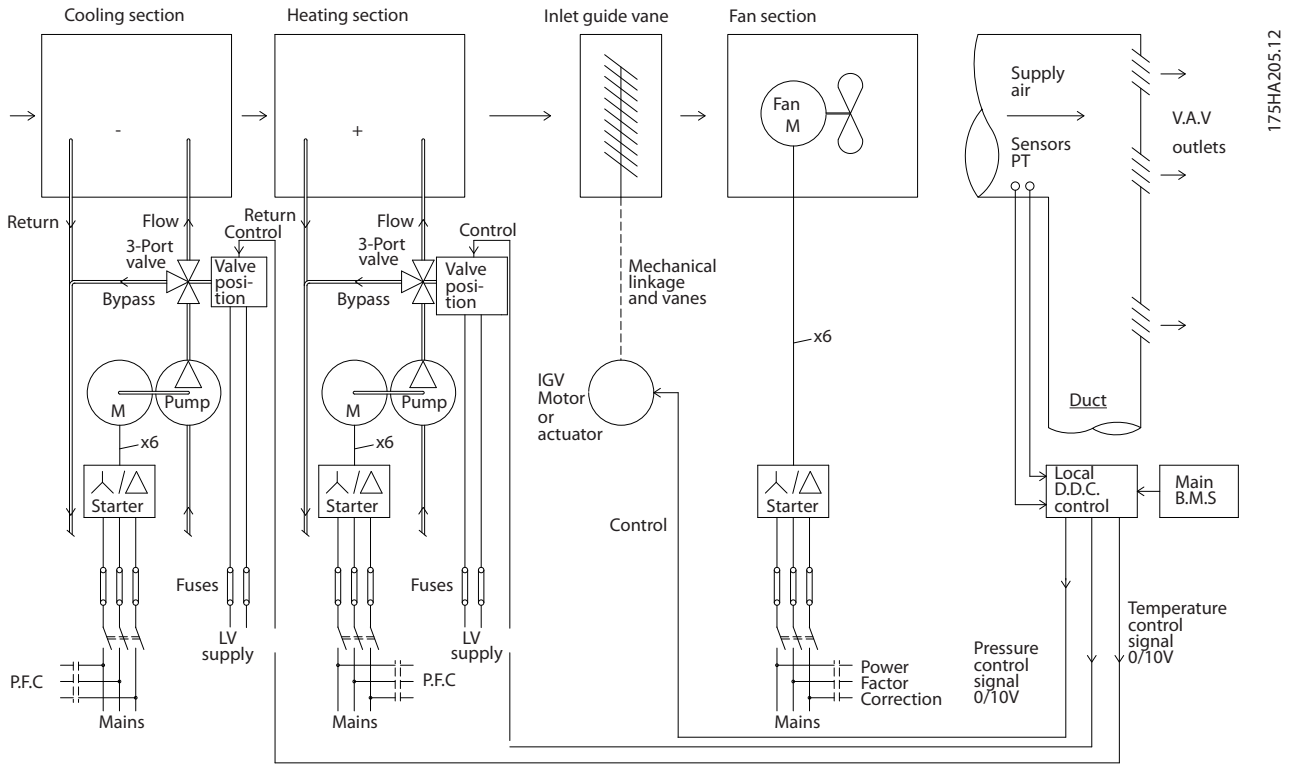 Cooling section
Heating section
Inlet guide vane
Fan section
175HA205.12
-
+
Fan
M
Supply
air
Sensors
PT
V.A.V
outlets
Return
Flow
3-Port
valve
Bypass
Control
Valve
posi-
tion
Return
Flow
3-Port
valve
Bypass
Control
Valve
posi-
tion
Mechanical
linkage
and vanes
x6
M
Pump
x6
Starter
M
Pump
x6
Starter
IGV
Motor
or
actuator
Starter
Duct
Local
D.D.C.
control
Main
B.M.S
Control
Fuses
LV
supply
Fuses
LV
supply
P.F.C
Mains
P.F.C
Mains
Power
Factor
Correction
Mains
Pressure
control
signal
0/10V
Temperature
control
signal
0/10V